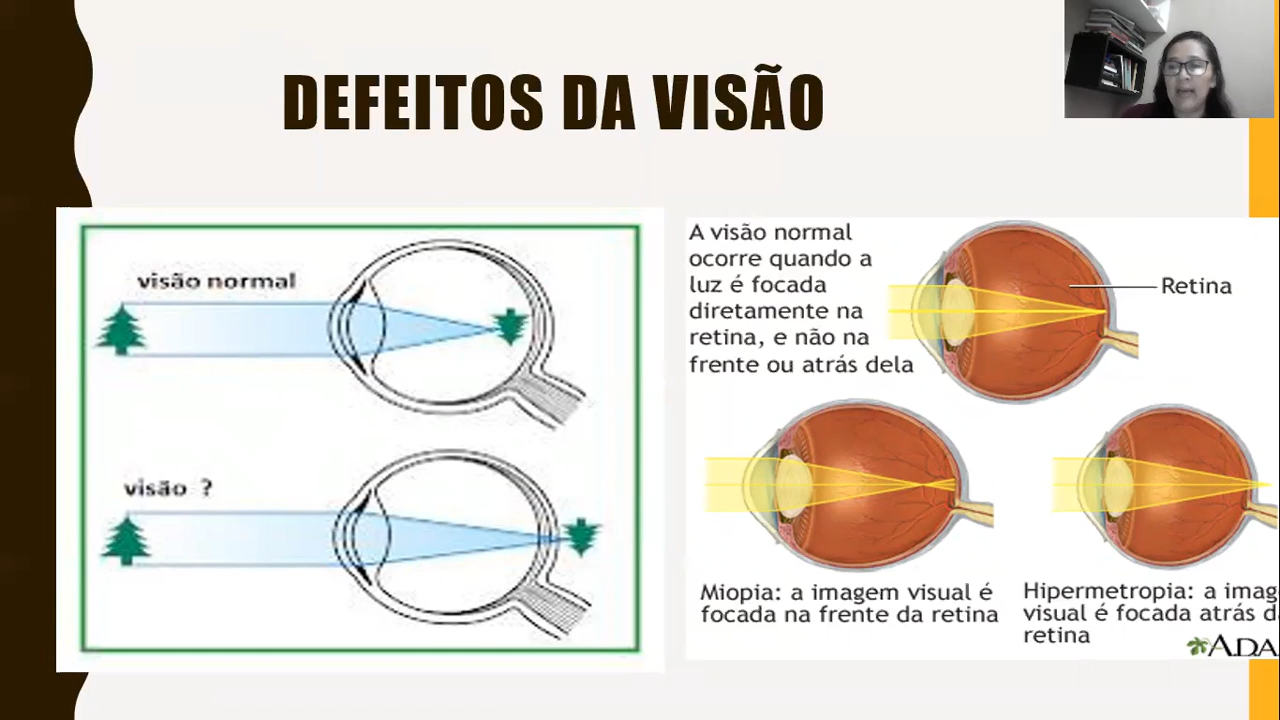 DEFEITOS DA VISÃO
visão normal
visão ?
A visão normal
ocorre quando a
luz é focada
diretamente na
retina, e não na
frente ou atrás dela
Retina
Miopia: a imagem visual é
focada na frente da retina
Hipermetropia: a imag
visual é focada atrás d
retina
A.D.A